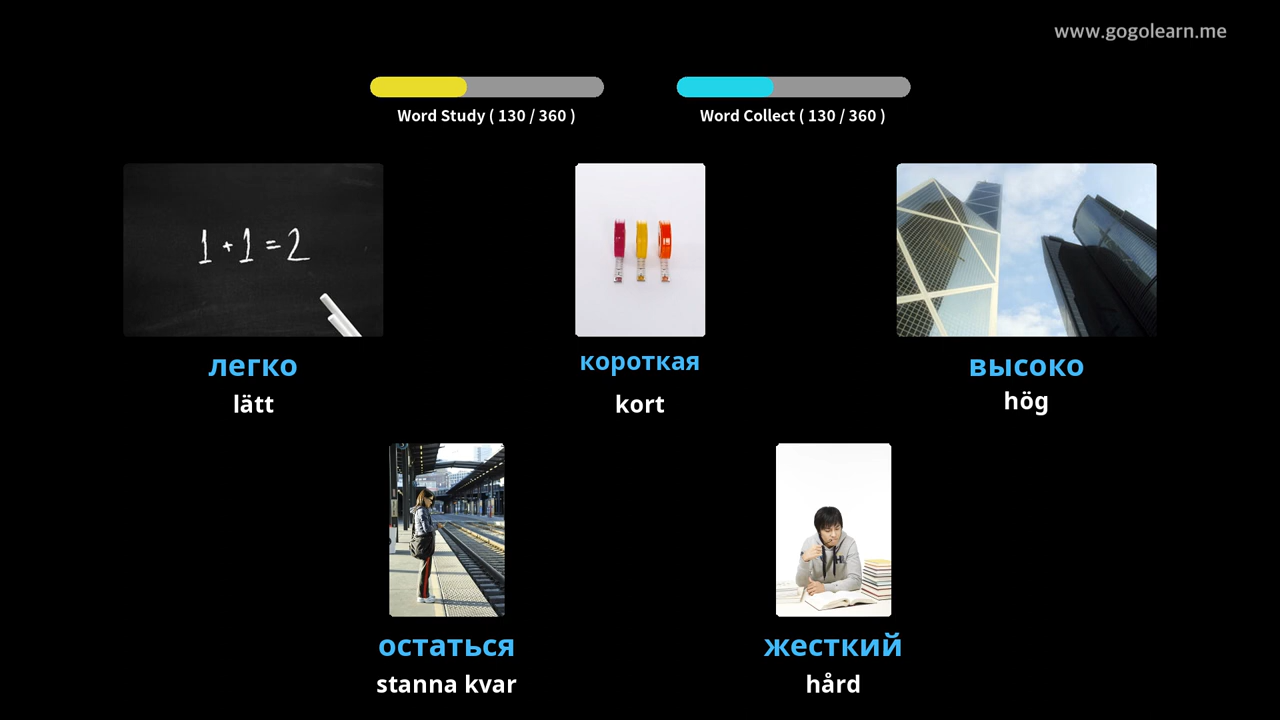 www.gogolearn.me
Word Study ( 130 / 360 )
Word Collect ( 130 / 360 )
1 + 1 = 2
легко
lätt
короткая
kort
высоко
hög
остаться
stanna kvar
жесткий
hård